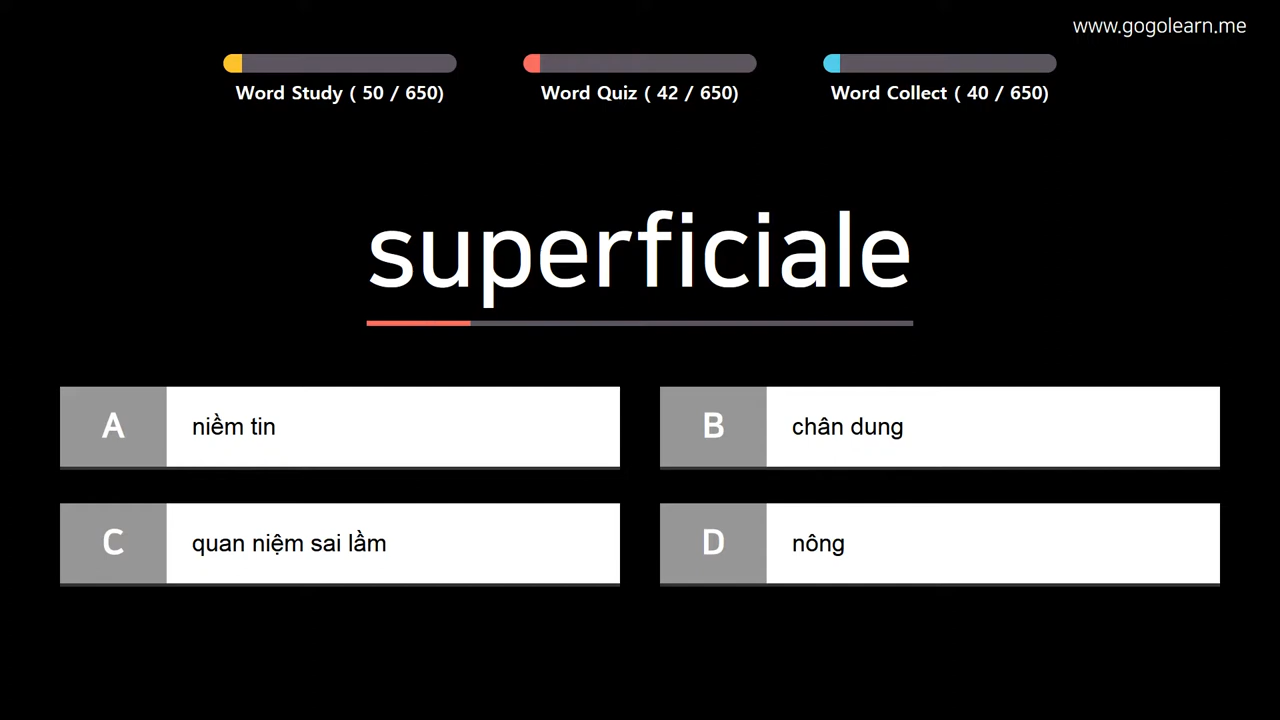 www.gogolearn.me
Word Study ( 50 / 650)
Word Quiz ( 42 / 650)
Word Collect ( 40 / 650)
superficiale
A niềm tin
B chân dung
C quan niệm sai lầm
D nông